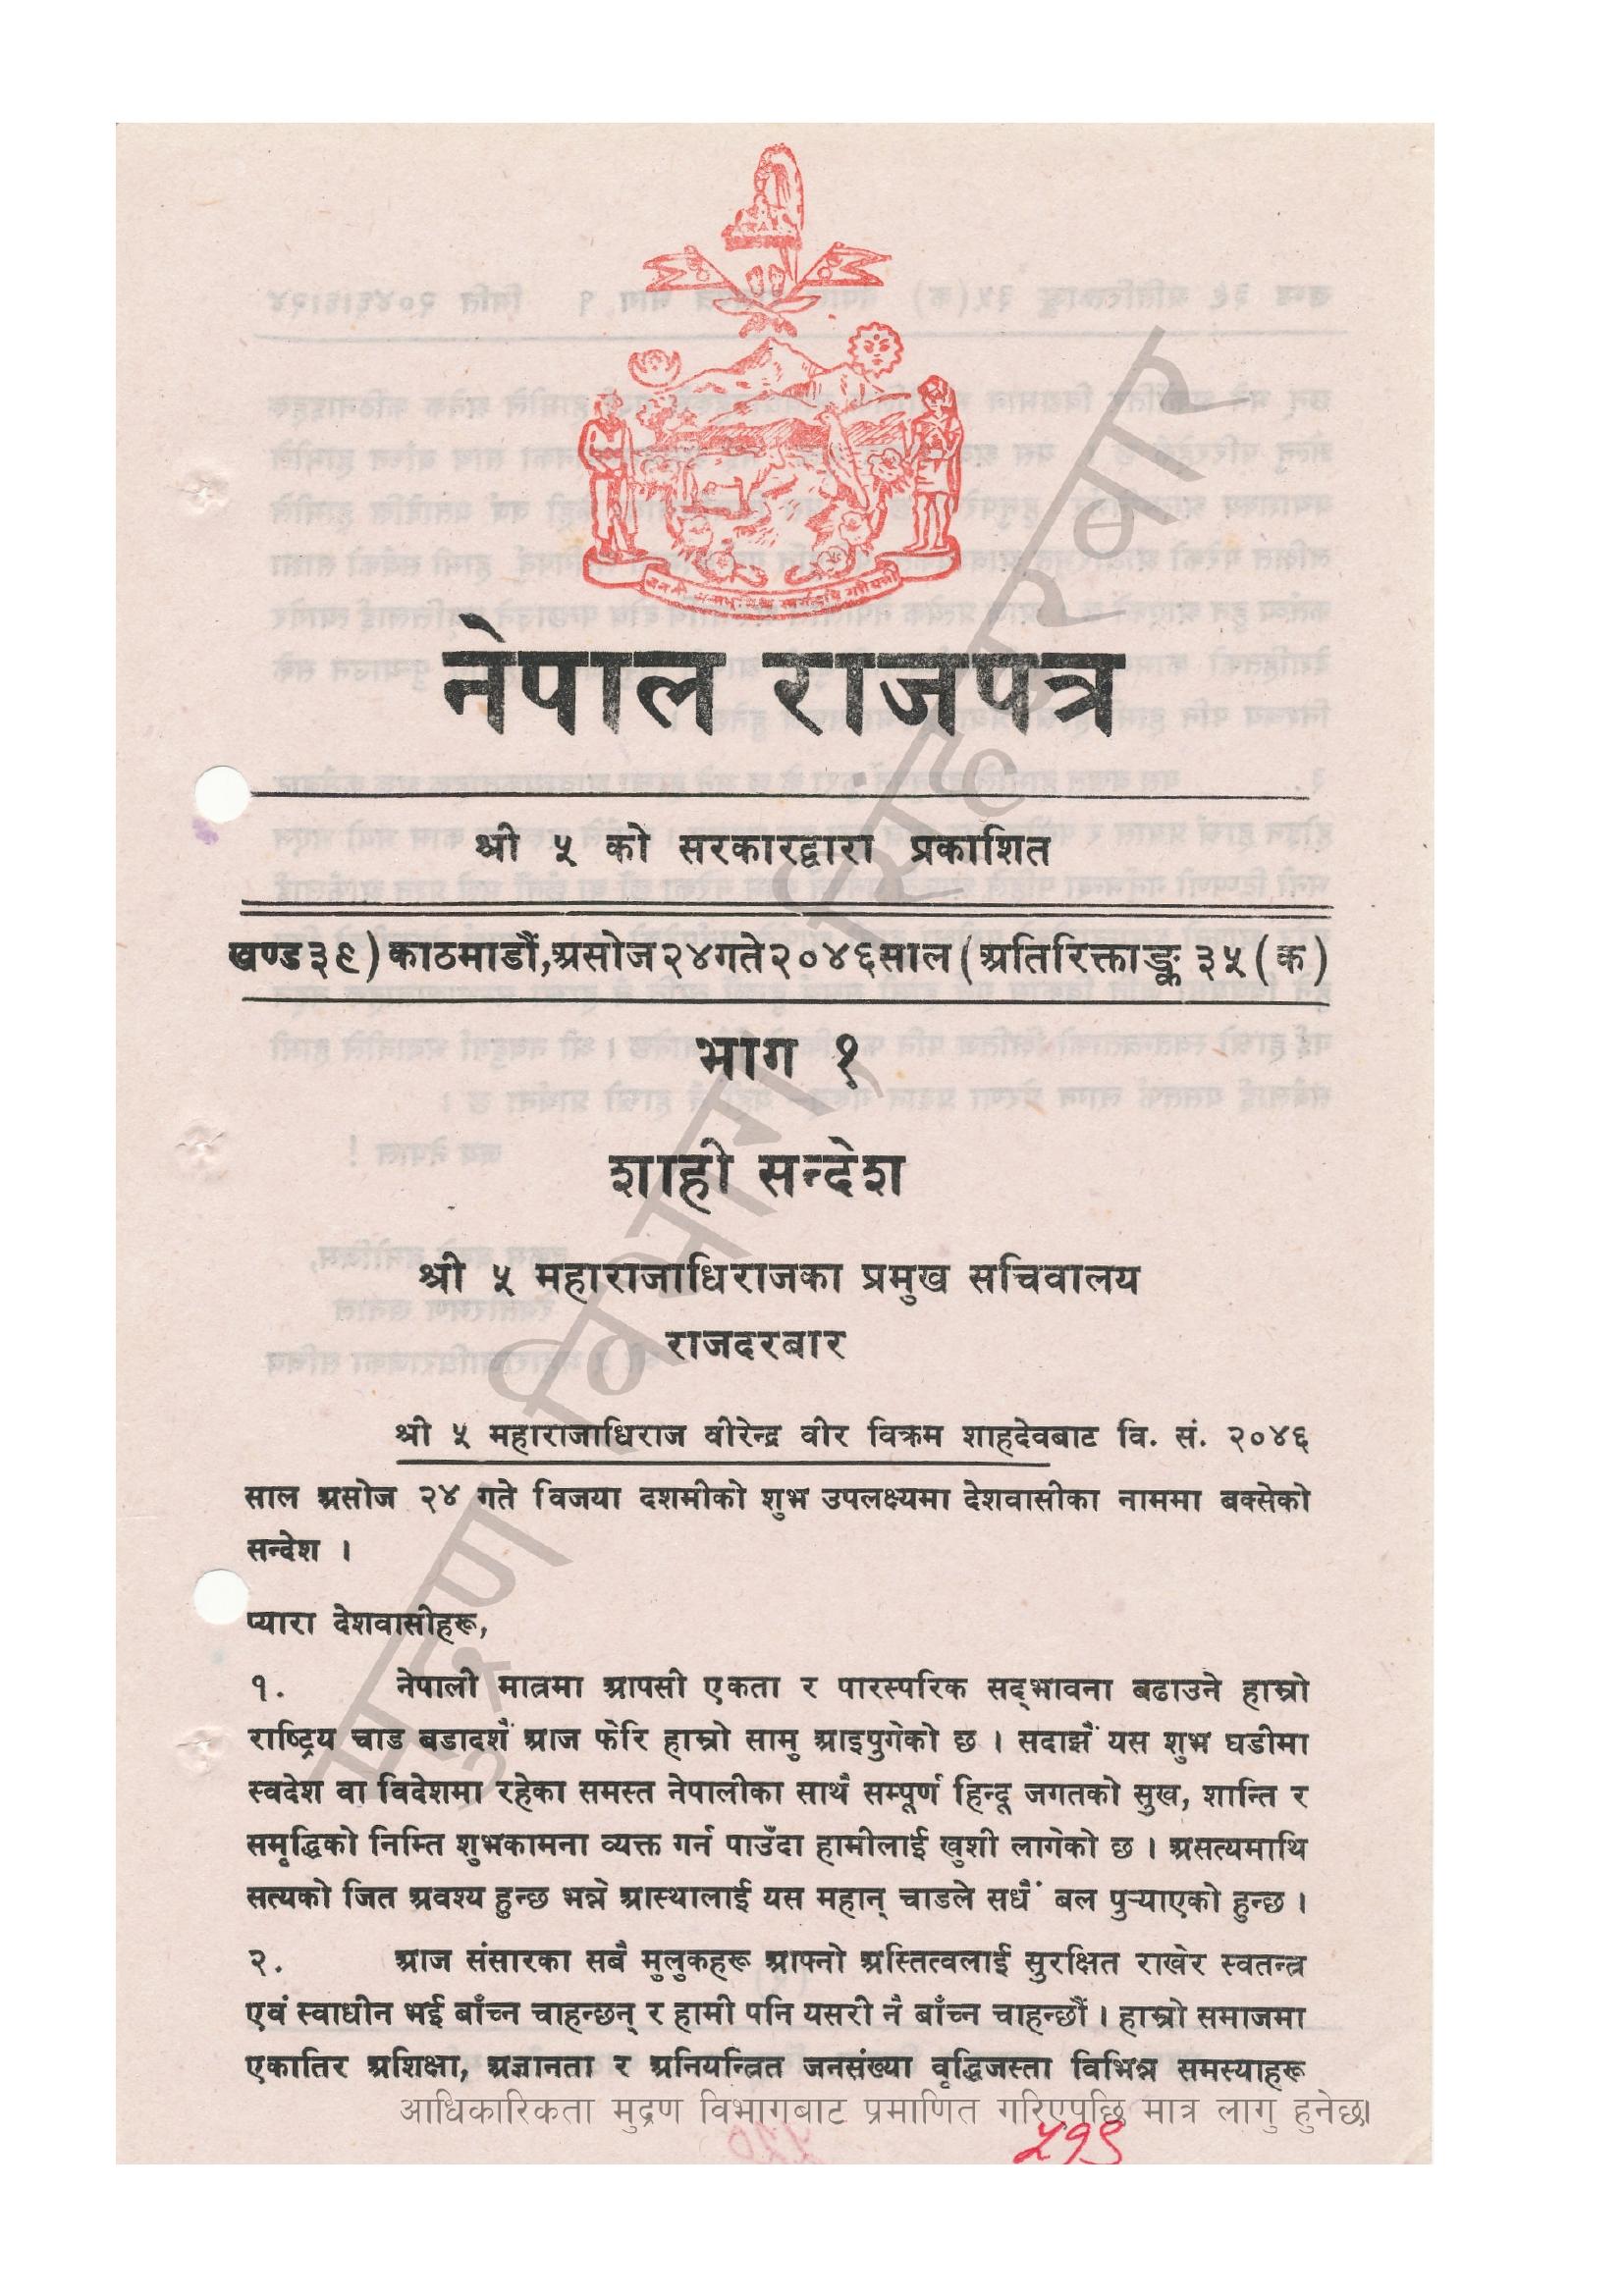 नेपाल राजपत्र
श्री ५ को सरकारद्वारा प्रकाशित
खण्ड ३९) काठमाडौं, असोज २४ गते २०४६ साल (अतिरिक्ताङ्क ३५ (क)
भाग १
शाही सन्देश
श्री ५ महाराजाधिराजका प्रमुख सचिवालय
राजदरबार
श्री ५ महाराजाधिराज वीरेन्द्र वीर विक्रम शाहदेवबाट वि. सं. २०४६
साल असोज २४ गते विजया दशमीको शुभ उपलक्ष्यमा देशवासीका नाममा बक्सेको
सन्देश ।
प्यारा देशवासीहरू,
१. नेपाली मात्रमा आपसी एकता र पारस्परिक सद्भावना बढाउने हाम्रो
राष्ट्रिय चाड बडादशैं आज फेरि हाम्रो सामु आइपुगेको छ । सदाझैं यस शुभ घडीमा
स्वदेश वा विदेशमा रहेका समस्त नेपालीका साथै सम्पूर्ण हिन्दू जगतको सुख, शान्ति र
समृद्धिको निम्ति शुभकामना व्यक्त गर्न पाउँदा हामीलाई खुशी लागेको छ । असत्यमाथि
सत्यको जित अवश्य हुन्छ भन्ने आस्थालाई यस महान् चाडले सधैं बल पुऱ्याएको हुन्छ ।
२. आज संसारका सबै मुलुकहरू आफ्नो अस्तित्वलाई सुरक्षित राखेर स्वतन्त्र
एवं स्वाधीन भई बाँच्न चाहन्छन् र हामी पनि यसरी नै बाँच्न चाहन्छौं । हाम्रो समाजमा
एकातिर अशिक्षा, अज्ञानता र अनियन्त्रित जनसंख्या वृद्धिजस्ता विभिन्न समस्याहरू
आधिकारिकता मुद्रण विभागबाट प्रमाणित गरिएपछि मात्र लागु हुनेछ।
५१९
मुद्रण विभाग, सिंहदरबार